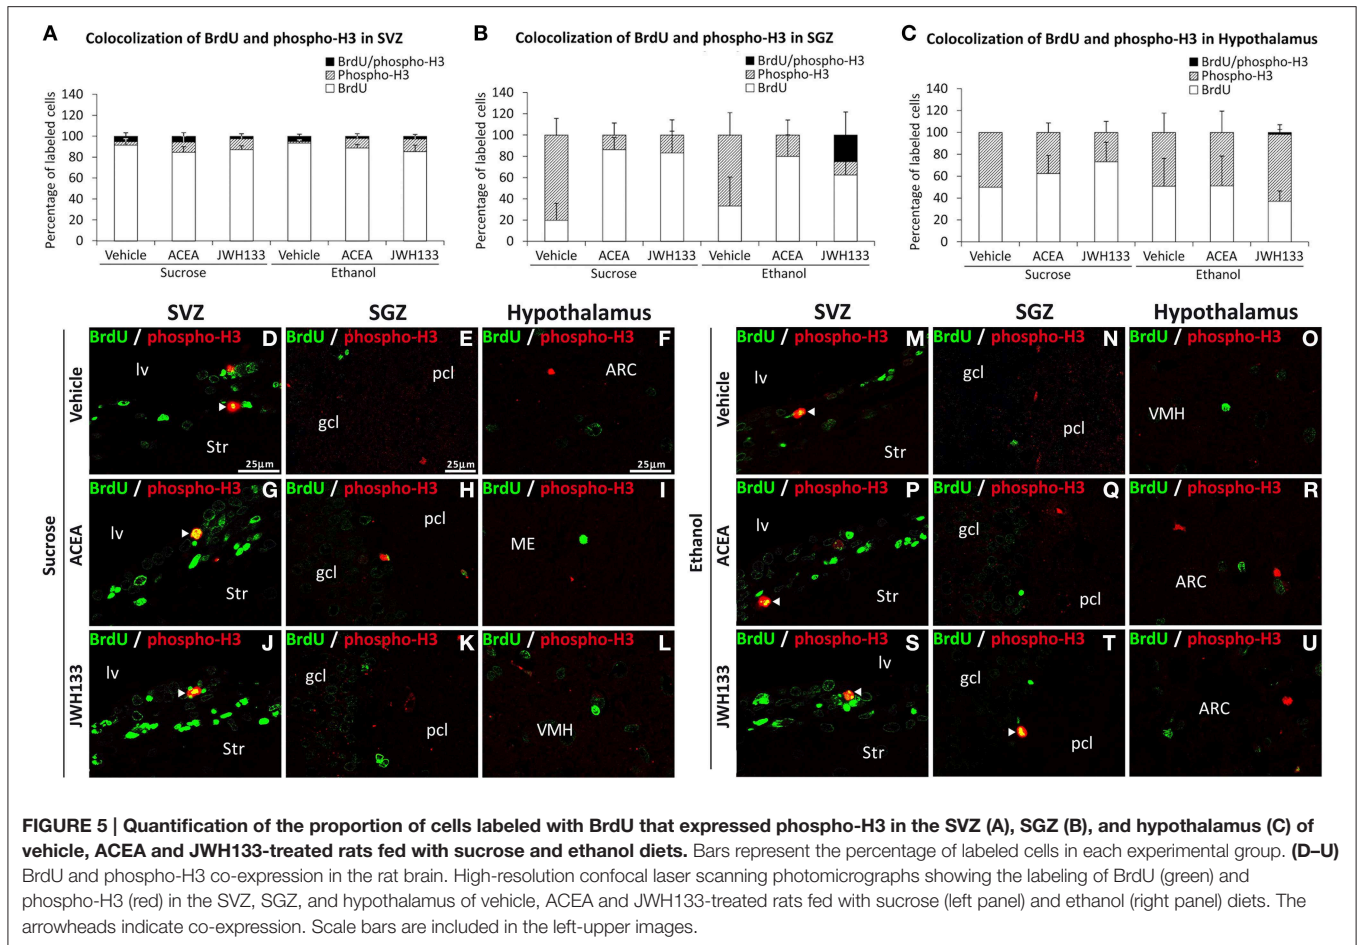 A
Colocolization of BrdU and phospho-H3 in SVZ
BrdU/phospho-H3
Phospho-H3
BrdU
Percentage of labeled cells
140
120
100
80
60
40
20
0
Vehicle ACEA JWH133 Vehicle ACEA JWH133
Sucrose Ethanol
B
Colocolization of BrdU and phospho-H3 in SGZ
BrdU/phospho-H3
Phospho-H3
BrdU
Percentage of labeled cells
140
120
100
80
60
40
20
0
Vehicle ACEA JWH133 Vehicle ACEA JWH133
Sucrose Ethanol
C
Colocolization of BrdU and phospho-H3 in Hypothalamus
BrdU/phospho-H3
Phospho-H3
BrdU
Percentage of labeled cells
140
120
100
80
60
40
20
0
Vehicle ACEA JWH133 Vehicle ACEA JWH133
Sucrose Ethanol
SVZ SGZ Hypothalamus
Sucrose
Vehicle
BrdU / phospho-H3 D
lv
Str
25μm
BrdU / phospho-H3 E
pcl
gcl
25μm
BrdU / phospho-H3 F
ARC
25μm
ACEA
BrdU / phospho-H3 G
lv
Str
BrdU / phospho-H3 H
pcl
gcl
BrdU / phospho-H3 I
ME
JWH133
BrdU / phospho-H3 J
lv
Str
BrdU / phospho-H3 K
gcl
pcl
BrdU / phospho-H3 L
VMH
SVZ SGZ Hypothalamus
Ethanol
Vehicle
BrdU / phospho-H3 M
lv
Str
BrdU / phospho-H3 N
gcl
pcl
BrdU / phospho-H3 O
VMH
ACEA
BrdU / phospho-H3 P
lv
Str
BrdU / phospho-H3 Q
gcl
pcl
BrdU / phospho-H3 R
ARC
JWH133
BrdU / phospho-H3 S
lv
Str
BrdU / phospho-H3 T
gcl
pcl
BrdU / phospho-H3 U
ARC
FIGURE 5 | Quantification of the proportion of cells labeled with BrdU that expressed phospho-H3 in the SVZ (A), SGZ (B), and hypothalamus (C) of
vehicle, ACEA and JWH133-treated rats fed with sucrose and ethanol diets. Bars represent the percentage of labeled cells in each experimental group. (D–U)
BrdU and phospho-H3 co-expression in the rat brain. High-resolution confocal laser scanning photomicrographs showing the labeling of BrdU (green) and
phospho-H3 (red) in the SVZ, SGZ, and hypothalamus of vehicle, ACEA and JWH133-treated rats fed with sucrose (left panel) and ethanol (right panel) diets. The
arrowheads indicate co-expression. Scale bars are included in the left-upper images.